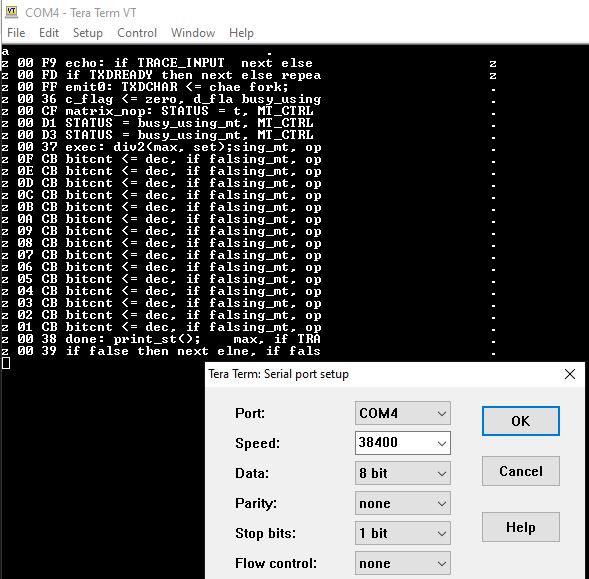 VT COM4 - Tera Term VT
File Edit Setup Control Window Help
a .
z 00 F9 echo: if TRACE_INPUT next else z
z 00 FD if TXDREADY then next else repea z
z 00 FF emit0: TXDCHAR <= chae fork; .
z 00 36 c_flag <= zero, d_fla busy_using .
z 00 CF matrix_nop: STATUS = t, MT_CTRL .
z 00 D1 STATUS = busy_using_mt, MT_CTRL .
z 00 D3 STATUS = busy_using_mt, MT_CTRL .
z 00 37 exec: div2(max, set);sing_mt, op .
z 0F CB bitcnt <= dec, if falsing_mt, op .
z 0E CB bitcnt <= dec, if falsing_mt, op .
z 0D CB bitcnt <= dec, if falsing_mt, op .
z 0C CB bitcnt <= dec, if falsing_mt, op .
z 0B CB bitcnt <= dec, if falsing_mt, op .
z 0A CB bitcnt <= dec, if falsing_mt, op .
z 09 CB bitcnt <= dec, if falsing_mt, op .
z 08 CB bitcnt <= dec, if falsing_mt, op .
z 07 CB bitcnt <= dec, if falsing_mt, op .
z 06 CB bitcnt <= dec, if falsing_mt, op .
z 05 CB bitcnt <= dec, if falsing_mt, op .
z 04 CB bitcnt <= dec, if falsing_mt, op .
z 03 CB bitcnt <= dec, if falsing_mt, op .
z 02 CB bitcnt <= dec, if falsing_mt, op .
z 01 CB bitcnt <= dec, if falsing_mt, op .
z 00 38 done: print_st(); max, if TRA .
z 00 39 if false then next elne, if fals .
Tera Term: Serial port setup
Port: COM4 OK
Speed: 38400
Data: 8 bit Cancel
Parity: none
Stop bits: 1 bit Help
Flow control: none